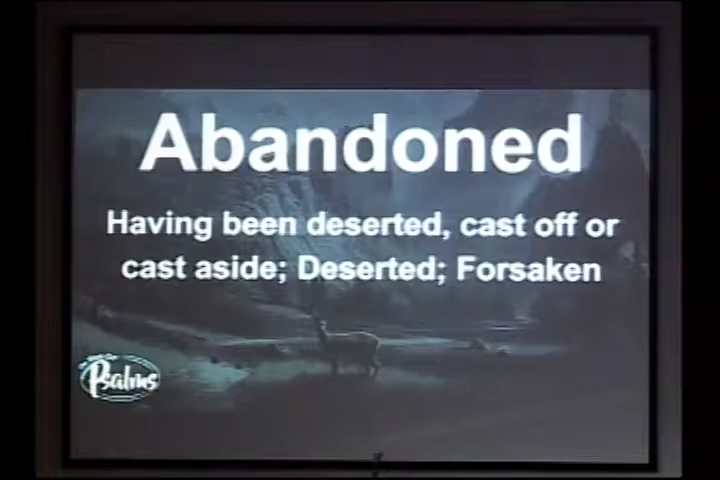 Abandoned
Having been deserted, cast off or
cast aside; Deserted; Forsaken
Psalms